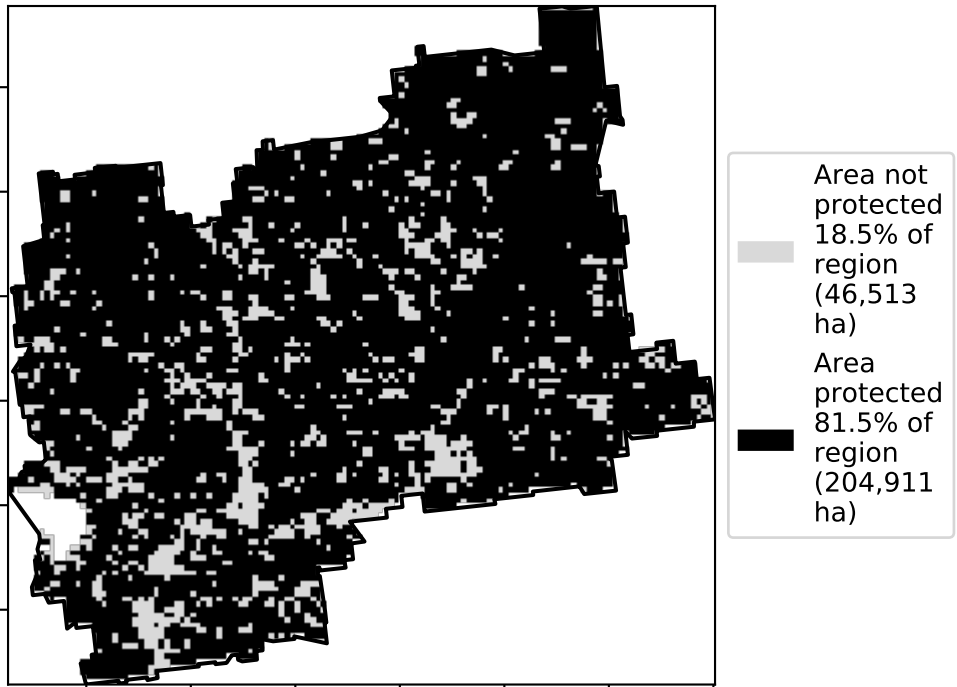 Area not
protected
18.5% of
region
(46,513
ha)
Area
protected
81.5% of
region
(204,911
ha)